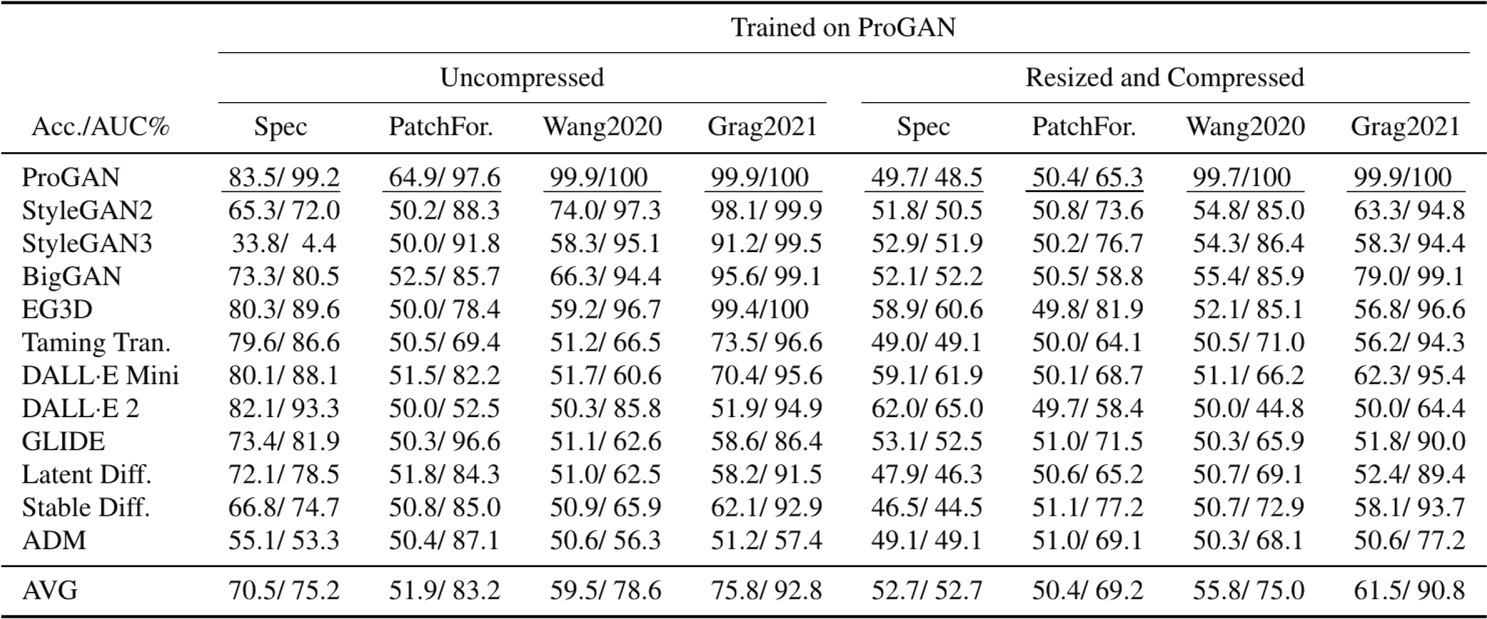 Trained on ProGAN
Uncompressed Resized and Compressed
Acc./AUC% Spec PatchFor. Wang2020 Grag2021 Spec PatchFor. Wang2020 Grag2021
ProGAN 83.5/ 99.2 64.9/ 97.6 99.9/100 99.9/100 49.7/ 48.5 50.4/ 65.3 99.7/100 99.9/100
StyleGAN2 65.3/ 72.0 50.2/ 88.3 74.0/ 97.3 98.1/ 99.9 51.8/ 50.5 50.8/ 73.6 54.8/ 85.0 63.3/ 94.8
StyleGAN3 33.8/ 4.4 50.0/ 91.8 58.3/ 95.1 91.2/ 99.5 52.9/ 51.9 50.2/ 76.7 54.3/ 86.4 58.3/ 94.4
BigGAN 73.3/ 80.5 52.5/ 85.7 66.3/ 94.4 95.6/ 99.1 52.1/ 52.2 50.5/ 58.8 55.4/ 85.9 79.0/ 99.1
EG3D 80.3/ 89.6 50.0/ 78.4 59.2/ 96.7 99.4/100 58.9/ 60.6 49.8/ 81.9 52.1/ 85.1 56.8/ 96.6
Taming Tran. 79.6/ 86.6 50.5/ 69.4 51.2/ 66.5 73.5/ 96.6 49.0/ 49.1 50.0/ 64.1 50.5/ 71.0 56.2/ 94.3
DALL·E Mini 80.1/ 88.1 51.5/ 82.2 51.7/ 60.6 70.4/ 95.6 59.1/ 61.9 50.1/ 68.7 51.1/ 66.2 62.3/ 95.4
DALL·E 2 82.1/ 93.3 50.0/ 52.5 50.3/ 85.8 51.9/ 94.9 62.0/ 65.0 49.7/ 58.4 50.0/ 44.8 50.0/ 64.4
GLIDE 73.4/ 81.9 50.3/ 96.6 51.1/ 62.6 58.6/ 86.4 53.1/ 52.5 51.0/ 71.5 50.3/ 65.9 51.8/ 90.0
Latent Diff. 72.1/ 78.5 51.8/ 84.3 51.0/ 62.5 58.2/ 91.5 47.9/ 46.3 50.6/ 65.2 50.7/ 69.1 52.4/ 89.4
Stable Diff. 66.8/ 74.7 50.8/ 85.0 50.9/ 65.9 62.1/ 92.9 46.5/ 44.5 51.1/ 77.2 50.7/ 72.9 58.1/ 93.7
ADM 55.1/ 53.3 50.4/ 87.1 50.6/ 56.3 51.2/ 57.4 49.1/ 49.1 51.0/ 69.1 50.3/ 68.1 50.6/ 77.2
AVG 70.5/ 75.2 51.9/ 83.2 59.5/ 78.6 75.8/ 92.8 52.7/ 52.7 50.4/ 69.2 55.8/ 75.0 61.5/ 90.8